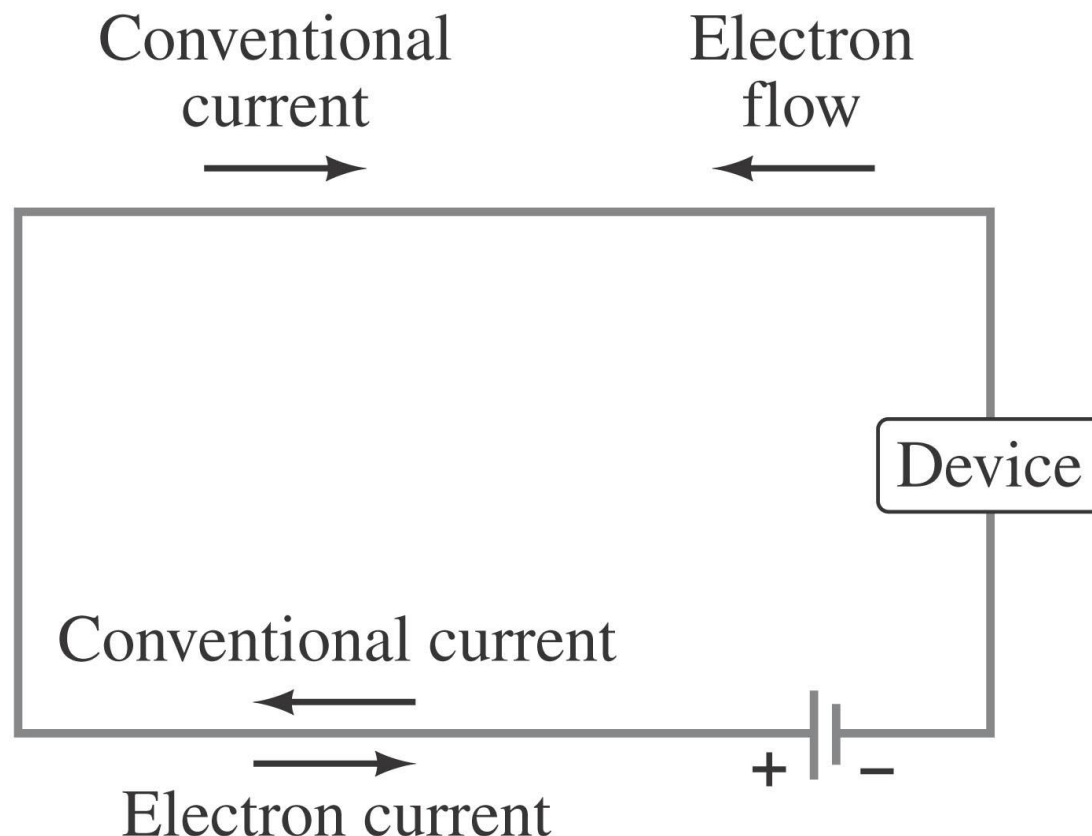 Conventional
current
Electron
flow
Device
Conventional current
+ −
Electron current